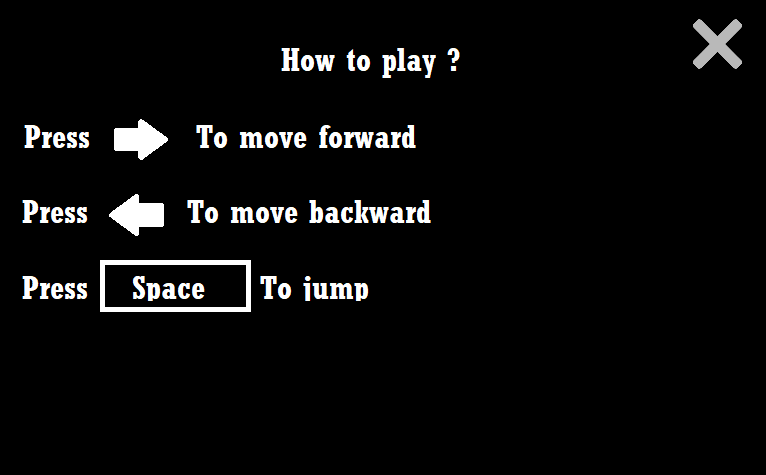 How to play ?
Press To move forward
Press To move backward
Press Space To jump